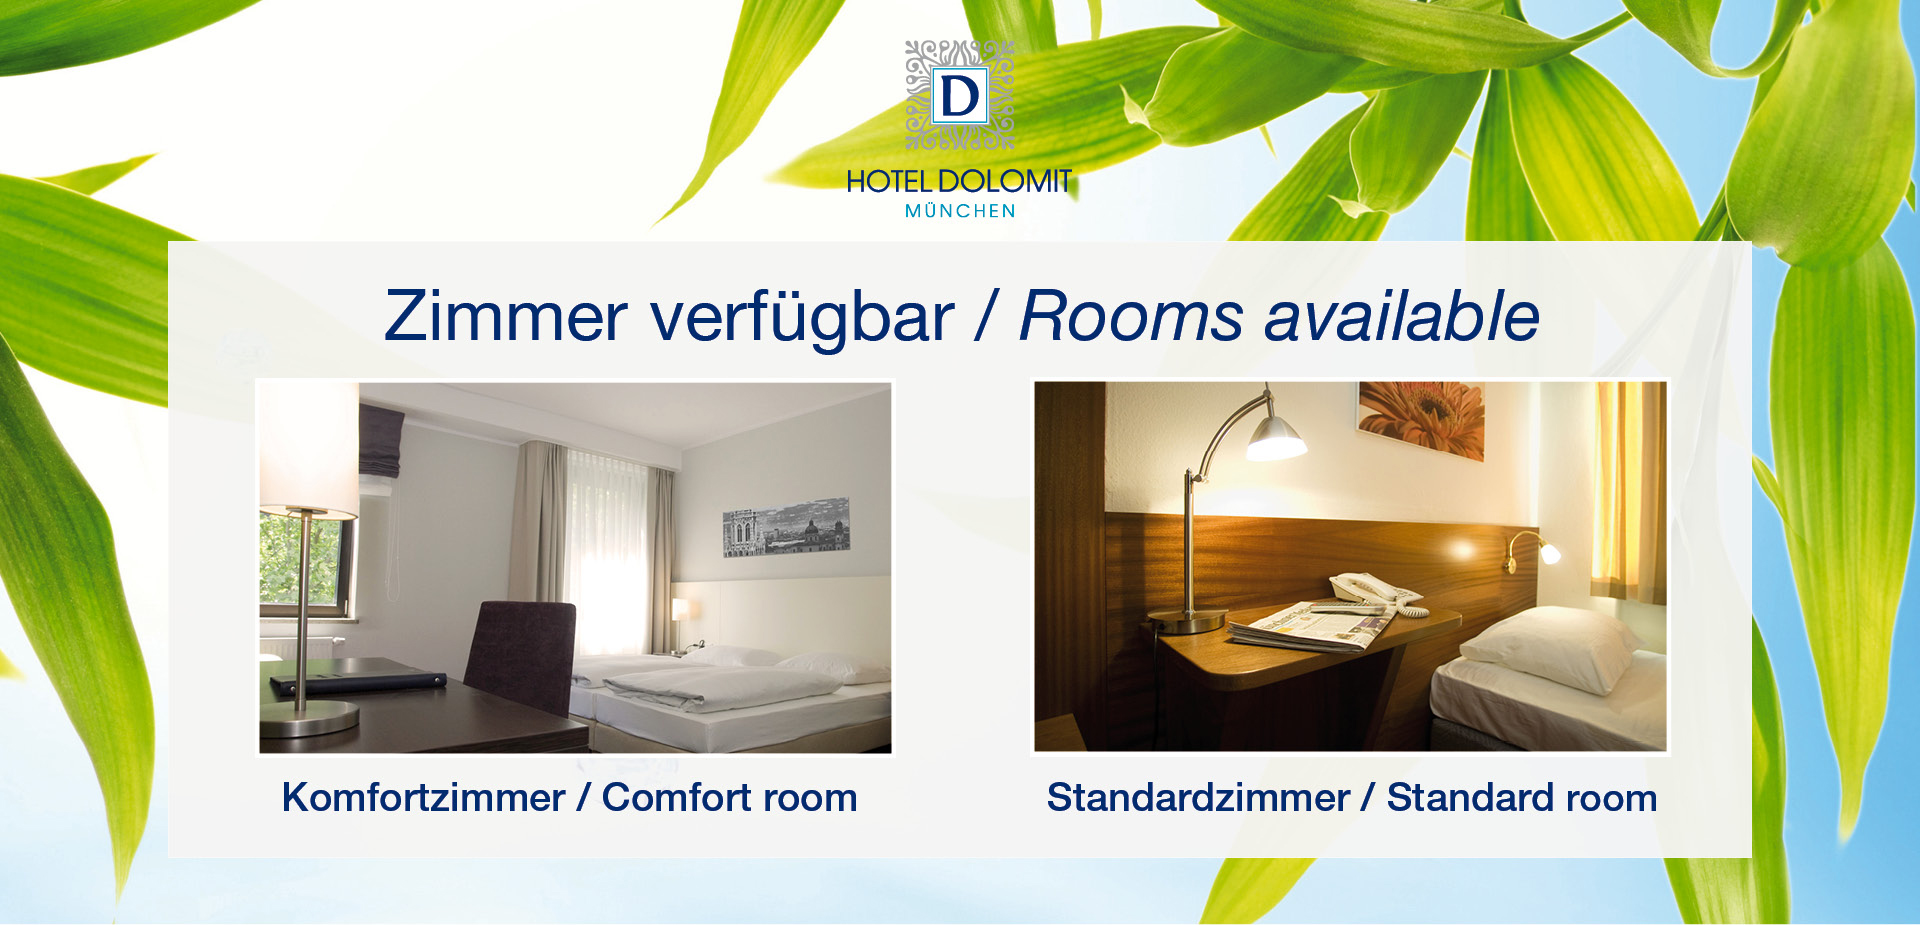 D
HOTEL DOLOMIT
MÜNCHEN
Zimmer verfügbar / Rooms available
Komfortzimmer / Comfort room
Standardzimmer / Standard room